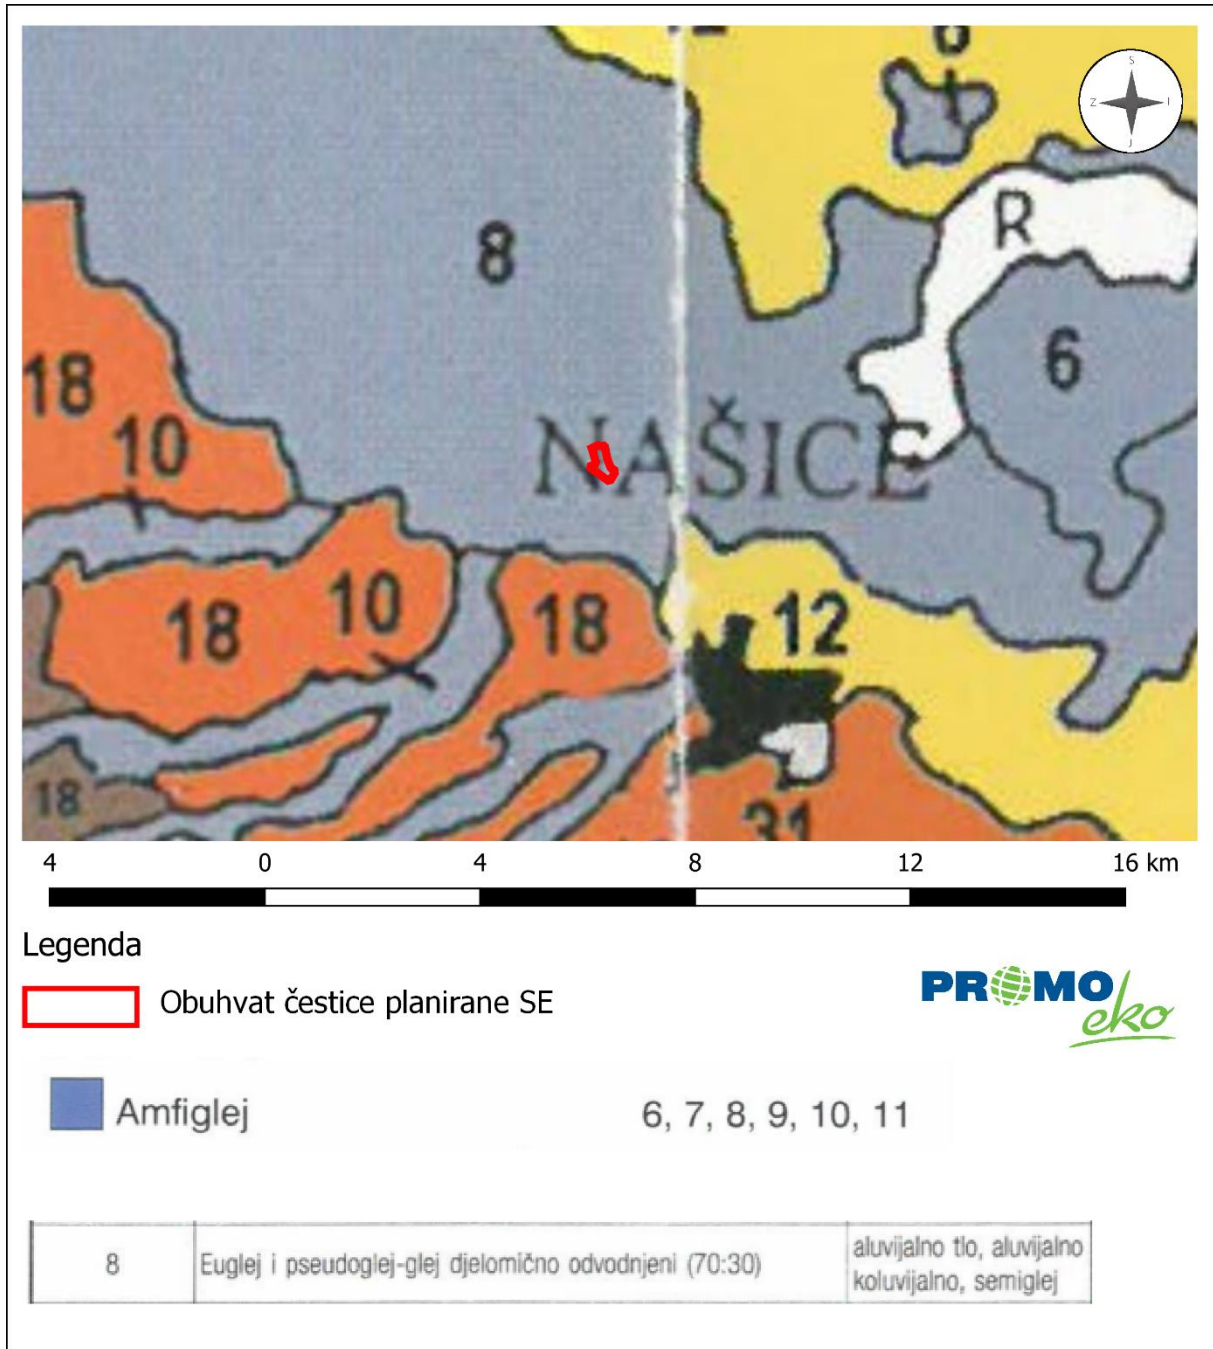 6
S
Z I
J
R
8
6
18
10
NAŠICE
18
10
18
12
18
31
4 0 4 8 12 16 km
Legenda
Obuhvat čestice planirane SE
PROMO
eko
Amfiglej 6, 7, 8, 9, 10, 11
8 Euglej i pseudoglej-glej djelomično odvodnjeni (70:30) aluvijalno tlo, aluvijalno
koluvijalno, semiglej